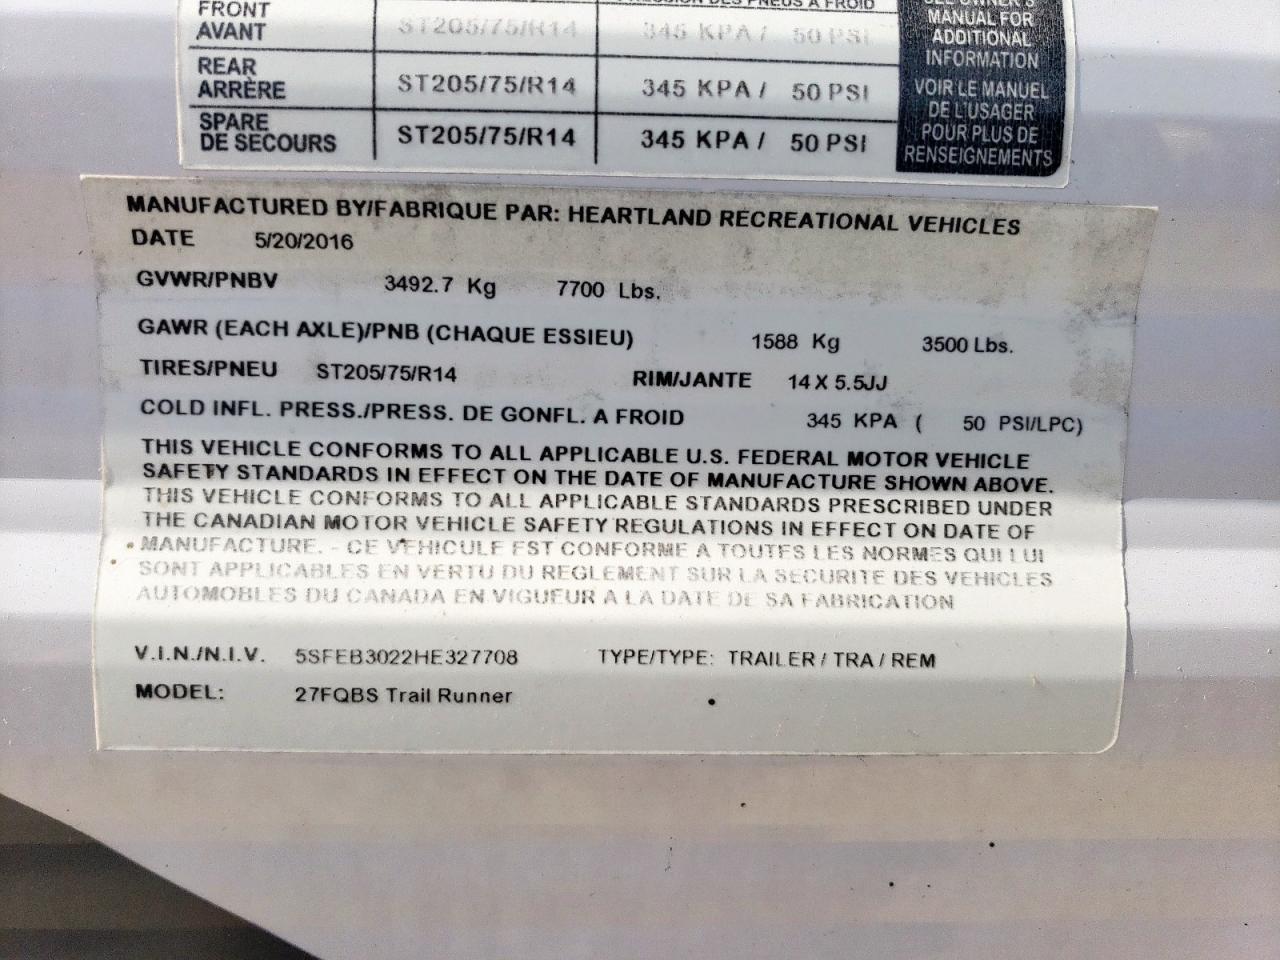 PRESSION DES PNEUS À FROID
SEE OWNER'S
MANUAL FOR
ADDITIONAL
INFORMATION
VOIR LE MANUEL
DE L'USAGER
POUR PLUS DE
RENSEIGNEMENTS
FRONT
AVANT ST205/75/R14 345 KPA / 50 PSI
REAR
ARRÈRE ST205/75/R14 345 KPA / 50 PSI
SPARE
DE SECOURS ST205/75/R14 345 KPA / 50 PSI
MANUFACTURED BY/FABRIQUE PAR: HEARTLAND RECREATIONAL VEHICLES
DATE 5/20/2016
GVWR/PNBV 3492.7 Kg 7700 Lbs.
GAWR (EACH AXLE)/PNB (CHAQUE ESSIEU) 1588 Kg 3500 Lbs.
TIRES/PNEU ST205/75/R14 RIM/JANTE 14 X 5.5JJ
COLD INFL. PRESS./PRESS. DE GONFL. A FROID 345 KPA ( 50 PSI/LPC)
THIS VEHICLE CONFORMS TO ALL APPLICABLE U.S. FEDERAL MOTOR VEHICLE
SAFETY STANDARDS IN EFFECT ON THE DATE OF MANUFACTURE SHOWN ABOVE.
THIS VEHICLE CONFORMS TO ALL APPLICABLE STANDARDS PRESCRIBED UNDER
THE CANADIAN MOTOR VEHICLE SAFETY REGULATIONS IN EFFECT ON DATE OF
MANUFACTURE. - CE VEHICULE EST CONFORME A TOUTES LES NORMES QUI LUI
SONT APPLICABLES EN VERTU DU REGLEMENT SUR LA SECURITE DES VEHICLES
AUTOMOBLES DU CANADA EN VIGUEUR A LA DATE DE SA FABRICATION
V.I.N./N.I.V. 5SFEB3022HE327708 TYPE/TYPE: TRAILER / TRA / REM
MODEL: 27FQBS Trail Runner